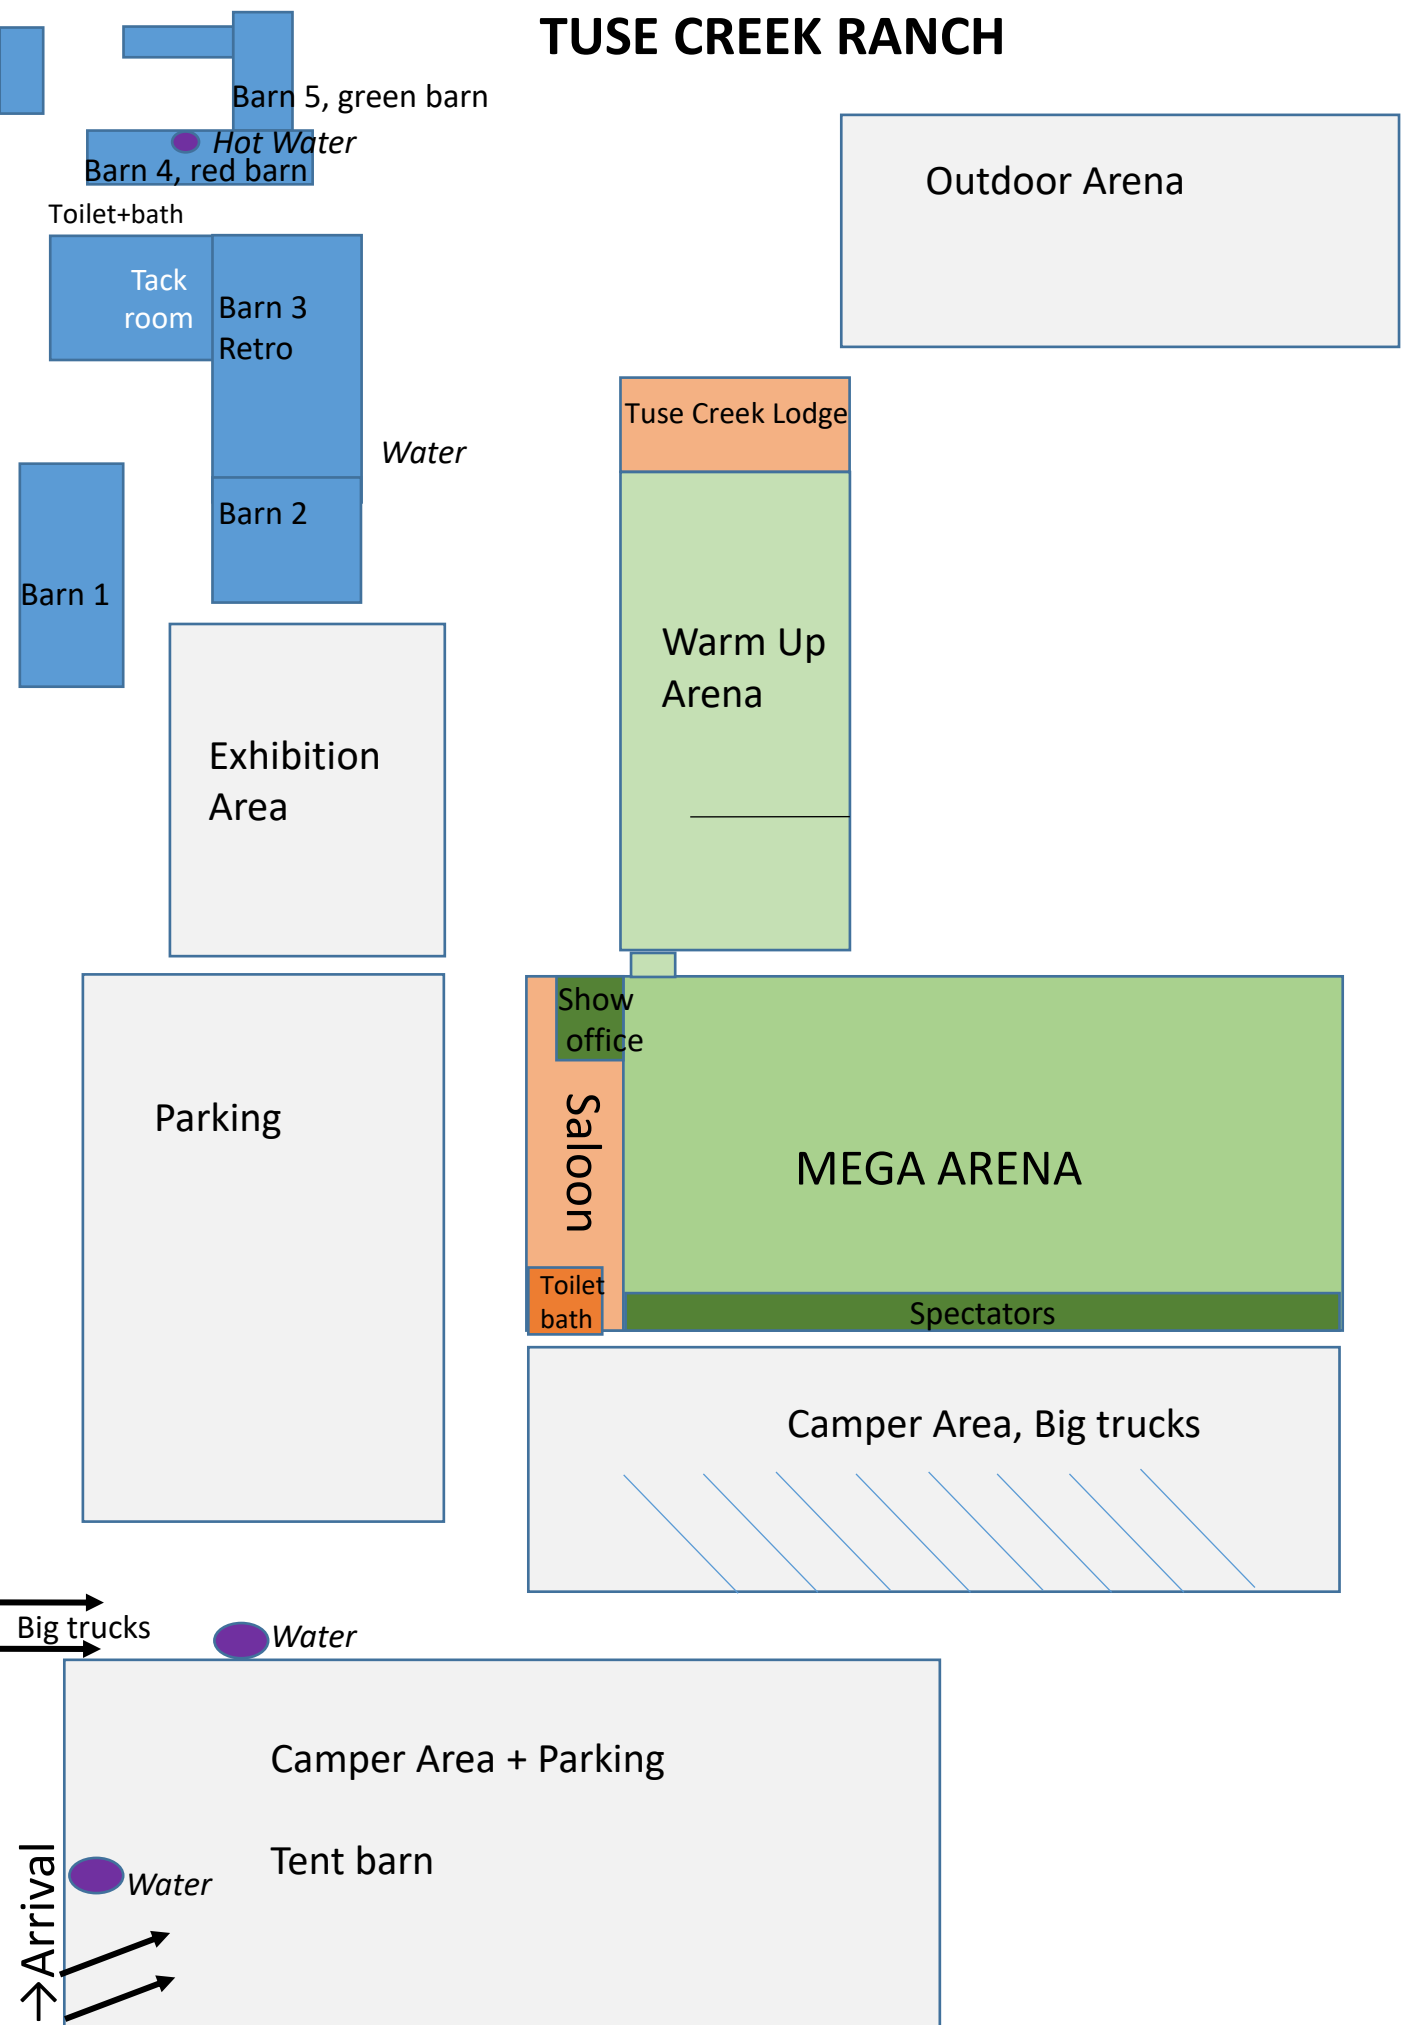 TUSE CREEK RANCH
Barn 5, green barn
Hot Water
Barn 4, red barn
Outdoor Arena
Toilet+bath
Tack
room
Barn 3
Retro
Tuse Creek Lodge
Water
Barn 2
Barn 1
Warm Up
Arena
Exhibition
Area
Show
office
Saloon
Parking
MEGA ARENA
Toilet
bath
Spectators
Camper Area, Big trucks
Big trucks
Water
Camper Area + Parking
Tent barn
Water
→Arrival